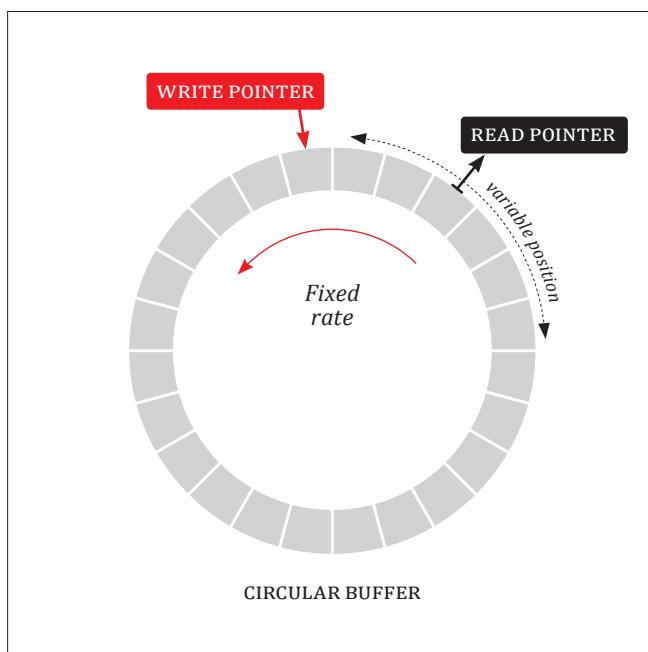 WRITE POINTER
READ POINTER
variable position
Fixed
rate
CIRCULAR BUFFER